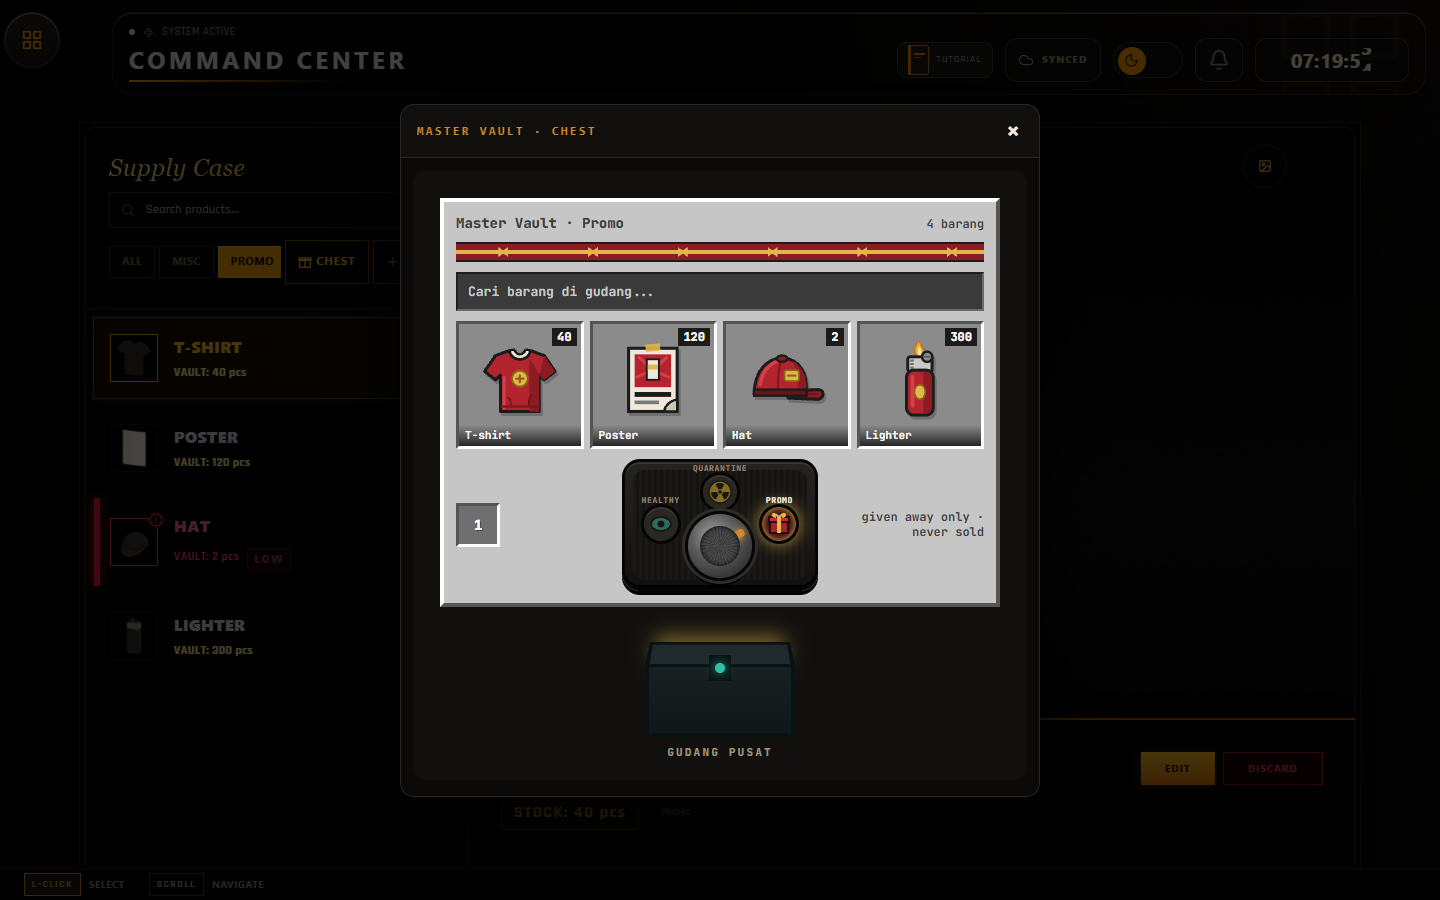 SYSTEM ACTIVE
COMMAND CENTER
TUTORIAL
SYNCED
07:19:5
MASTER VAULT · CHEST
Supply Case
Search products...
ALL
MISC
PROMO
CHEST
T-SHIRT
VAULT: 40 pcs
POSTER
VAULT: 120 pcs
HAT
VAULT: 2 pcs
LOW
LIGHTER
VAULT: 300 pcs
Master Vault · Promo
4 barang
Cari barang di gudang...
40
T-shirt
120
Poster
2
Hat
300
Lighter
1
QUARANTINE
HEALTHY
PROMO
given away only ·
never sold
GUDANG PUSAT
EDIT
DISCARD
STOCK: 40 pcs
PROMO
L-CLICK
SELECT
SCROLL
NAVIGATE